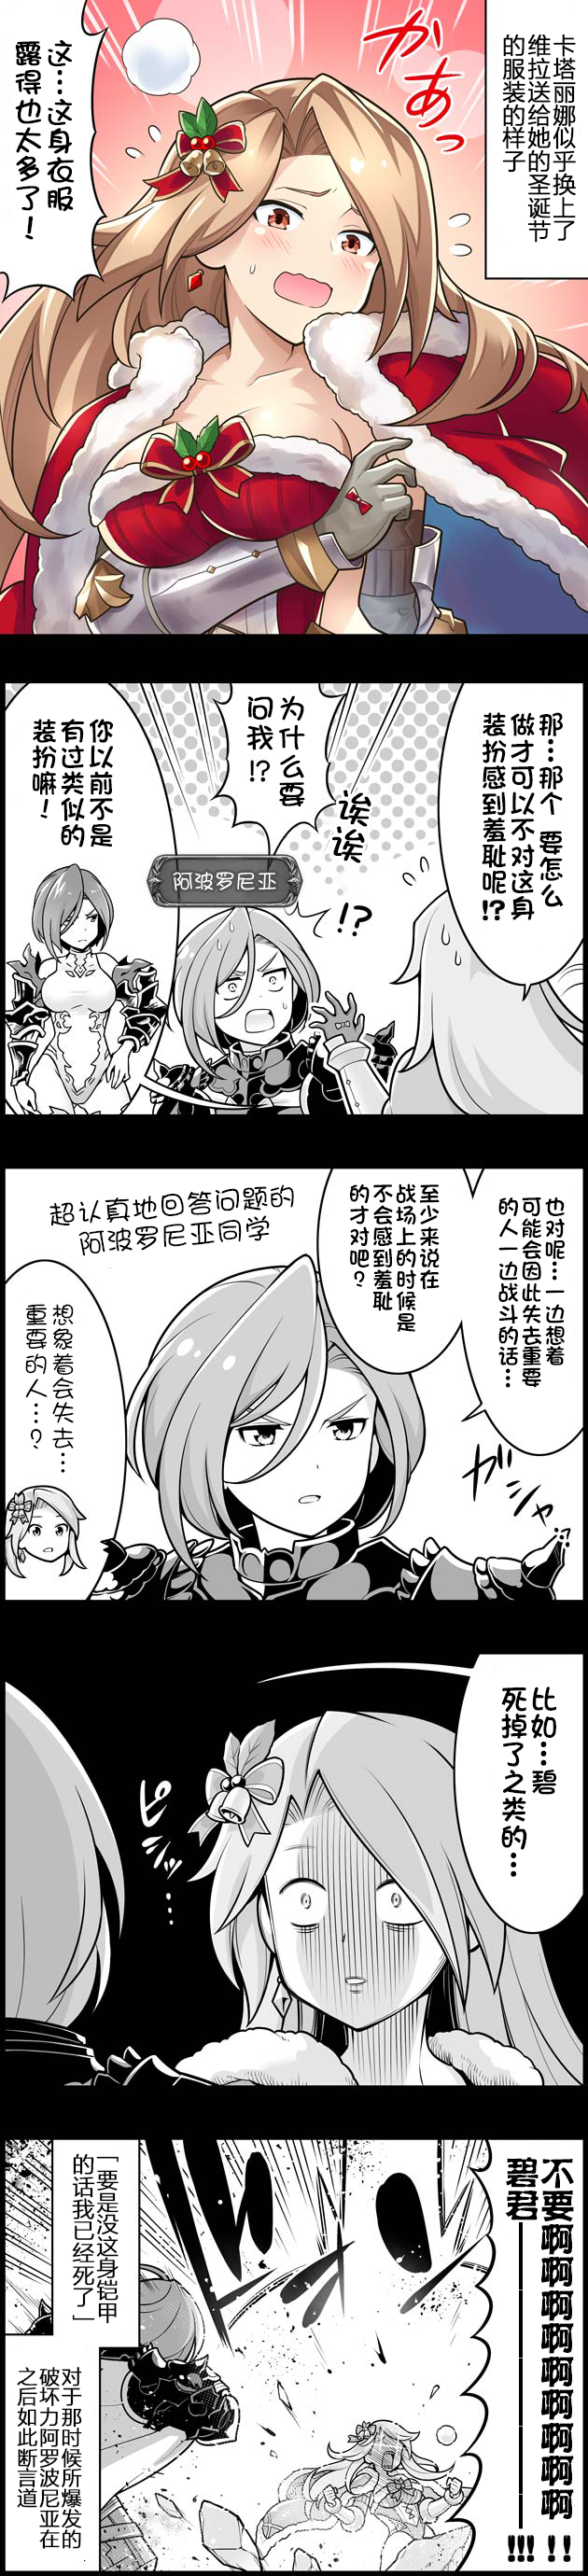 卡塔丽娜似乎换上了
维拉送给她的圣诞节
的服装的样子
かあっ
这…这身衣服
露得也太多了！
那…那个 要怎么
做才可以不对这身
装扮感到羞耻呢!?
诶诶
!?
为什么要
问我!?
你以前不是
有过类似的
装扮嘛！
阿波罗尼亚
也对呢…一边想着
可能会因此失去重要
的人一边战斗的话…
至少来说在
战场上的时候是
不会感到羞耻
的才对吧？
超认真地回答问题的
阿波罗尼亚同学
ガシャ
想象着会失去…
重要的人…？
比如…碧
死掉了之类的…
ピシッ…
不要啊啊啊啊啊啊啊啊啊
碧君━━━━━!!!!!
「要是没这身铠甲
的话我已经死了」
对于那时候所爆发的
破坏力阿罗波尼亚在
之后如此断言道